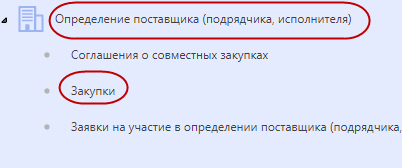 Определение поставщика (подрядчика, исполнителя)
Соглашения о совместных закупках
Закупки
Заявки на участие в определении поставщика (подрядчика,